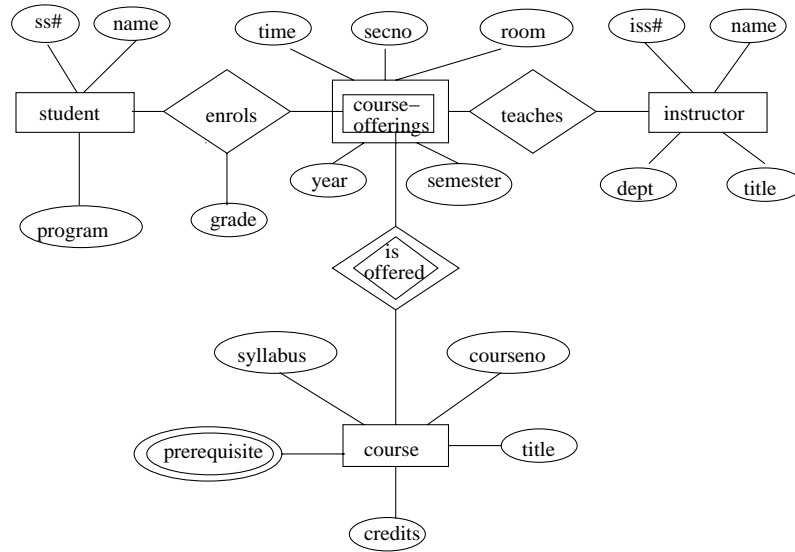 ss#
name
time
secno
room
iss#
name
student
enrols
course–
offerings
teaches
instructor
year
semester
dept
title
program
grade
is
offered
syllabus
courseno
prerequisite
course
title
credits